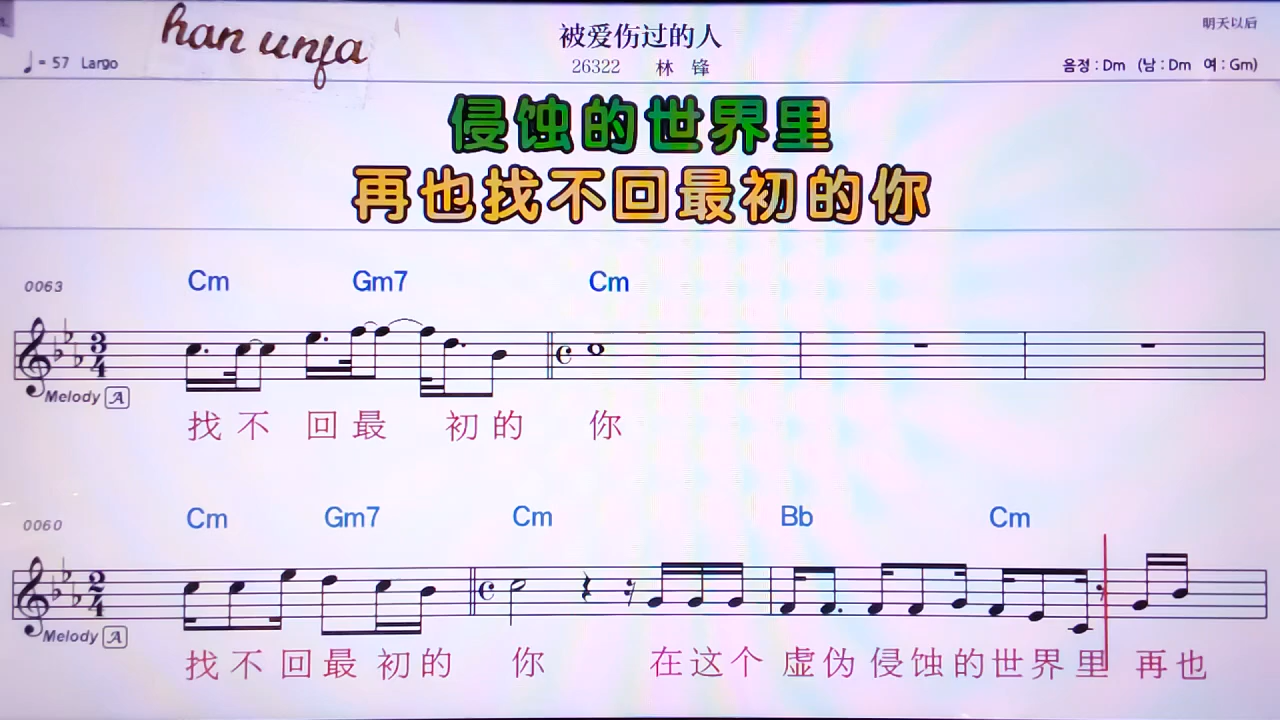 han unja
被爱伤过的人
明天以后
♩= 57 Largo
26322 林 锋
음정 : Dm (남 : Dm 여 : Gm)
侵蚀的世界里
再也找不回最初的你
0063
Cm Gm7 Cm
3
4
Melody A
找 不 回 最 初 的 你
0060
Cm Gm7 Cm Bb Cm
2
4
Melody A
找 不 回 最 初 的 你 在 这 个 虚 伪 侵 蚀 的 世 界 里 再 也